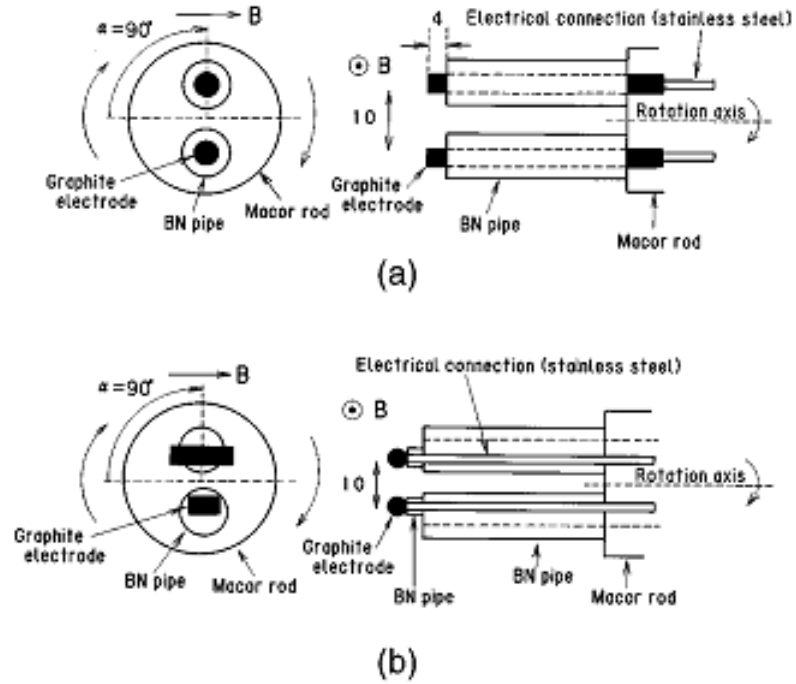 B
α=90°
Graphite
electrode
BN pipe
Macor rod
4
Electrical connection (stainless steel)
⊙ B
10
Rotation axis
Graphite
electrode
BN pipe
Macor rod
(a)
B
α=90°
Graphite
electrode
BN pipe
Macor rod
Electrical connection (stainless steel)
⊙ B
10
Rotation axis
Graphite
electrode
BN pipe
BN pipe
Macor rod
(b)